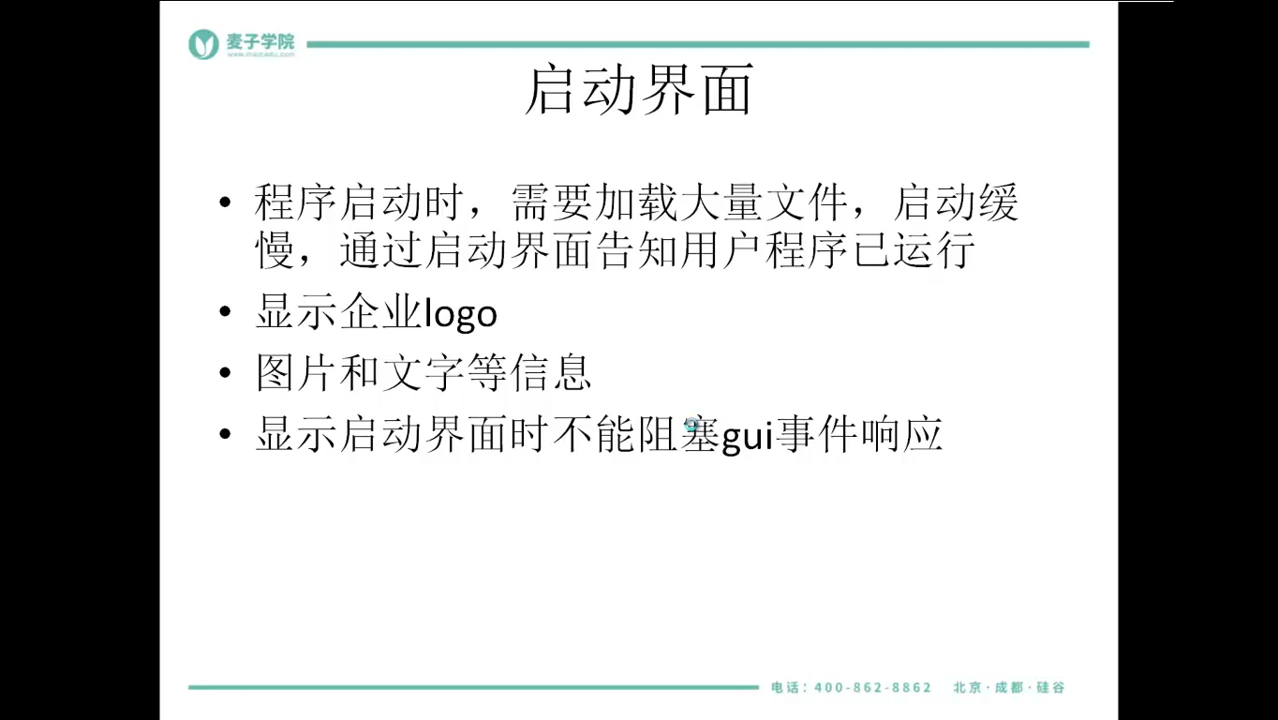 麦子学院
www.maiziedu.com
启动界面
• 程序启动时，需要加载大量文件，启动缓
慢，通过启动界面告知用户程序已运行
• 显示企业logo
• 图片和文字等信息
• 显示启动界面时不能阻塞gui事件响应
电话：400-862-8862 北京·成都·硅谷